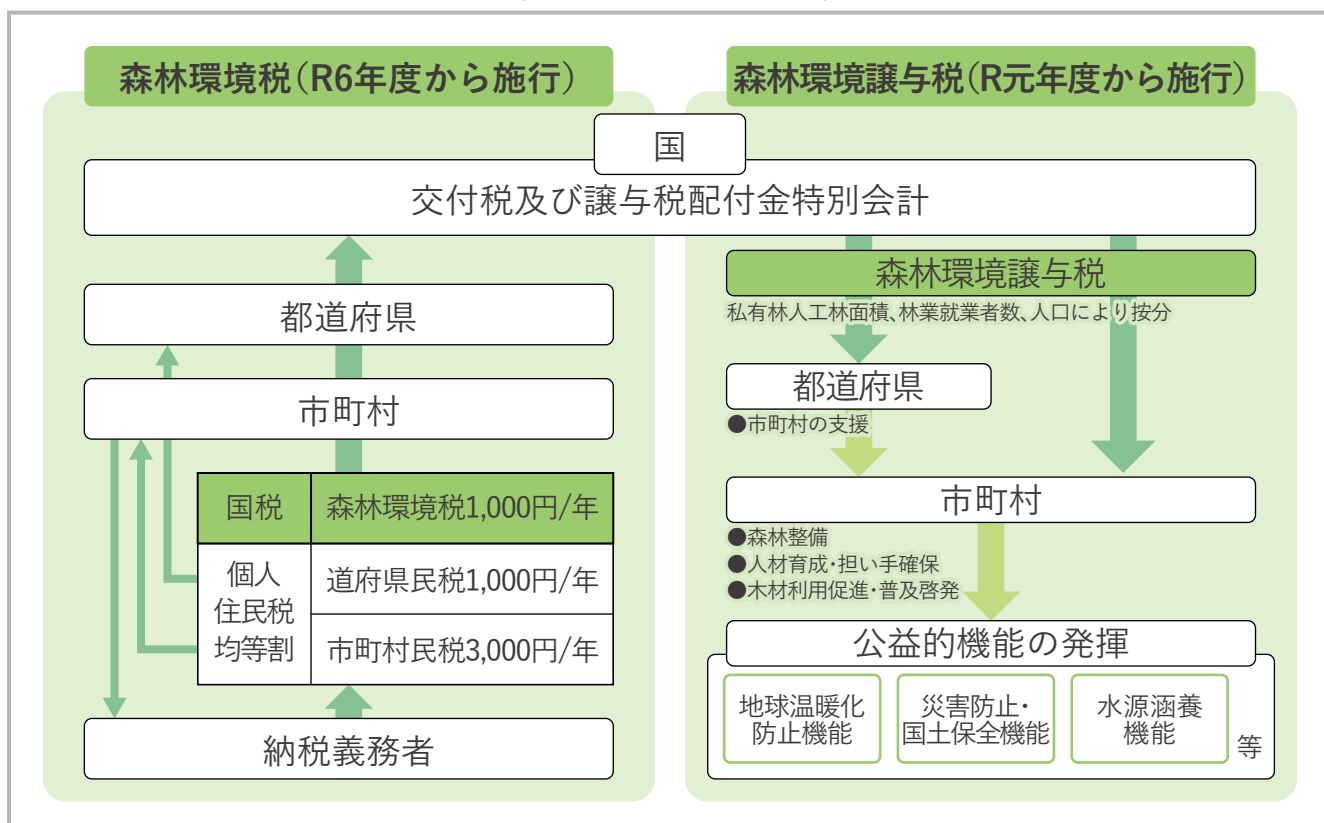 森林環境税(R6年度から施行)
森林環境譲与税(R元年度から施行)
国
交付税及び譲与税配付金特別会計
都道府県
市町村
国税
森林環境税1,000円/年
個人
住民税
均等割
道府県民税1,000円/年
市町村民税3,000円/年
納税義務者
森林環境譲与税
私有林人工林面積、林業就業者数、人口により按分
都道府県
●市町村の支援
市町村
●森林整備
●人材育成・担い手確保
●木材利用促進・普及啓発
公益的機能の発揮
地球温暖化
防止機能
災害防止・
国土保全機能
水源涵養
機能
等